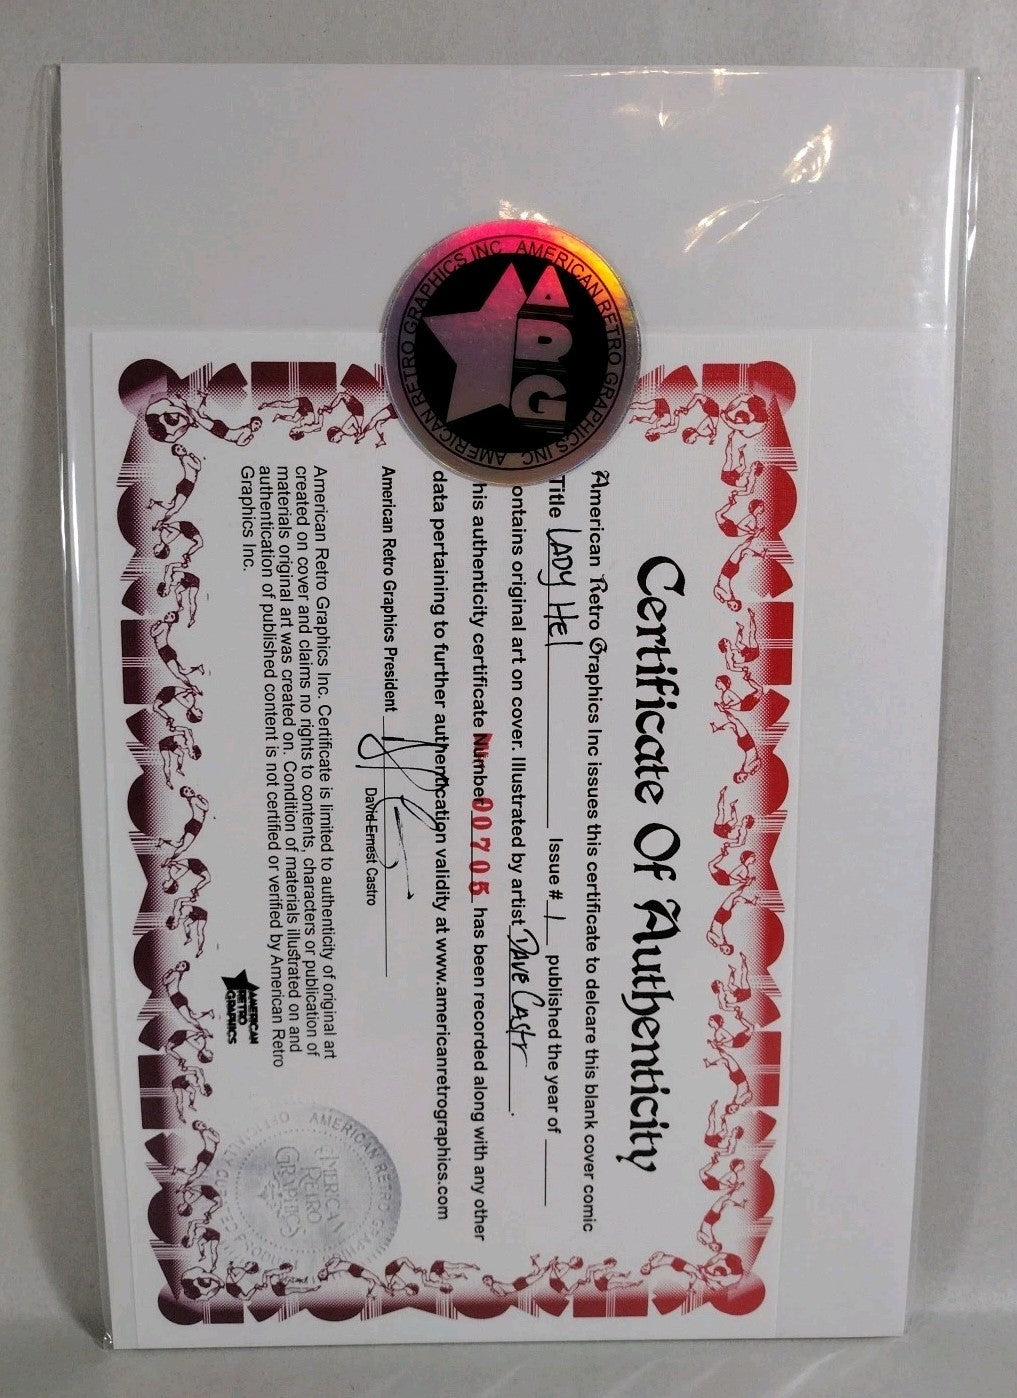 AMERICAN RETRO GRAPHICS INC. AMERICAN RETRO GRAPHICS INC.
ARG
Certificate Of Authenticity
American Retro Graphics Inc issues this certificate to delcare this blank cover comic
Title LADY Hel Issue # 1 published the year of
ontains original art on cover. Illustrated by artist Dave Castr.
his authenticity certificate Number 00705 has been recorded along with any other
data pertaining to further authentication validity at www.americanretrographics.com
American Retro Graphics President
David Ernest Castro
American Retro Graphics Inc. Certificate is limited to authenticity of original art
created on cover and claims no rights to contents, characters or publication of
materials original art was created on. Condition of materials illustrated on and
authentication of published content is not certified or verified by American Retro
Graphics Inc.
AMERICAN
RETRO
GRAPHICS
AMERICAN RETRO GRAPHICS
AMERICAN
RETRO
GRAPHICS